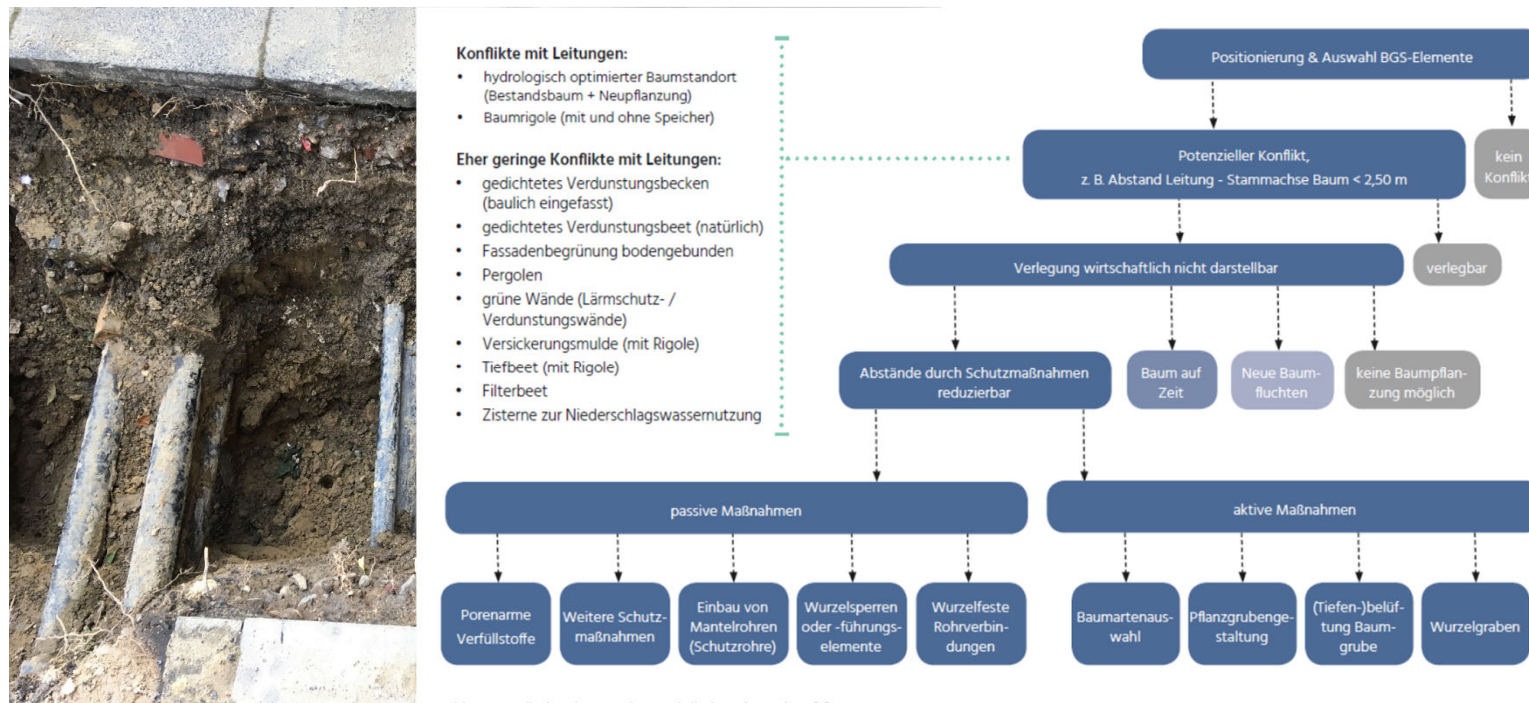 Konflikte mit Leitungen:
• hydrologisch optimierter Baumstandort
(Bestandsbaum + Neupflanzung)
• Baumrigole (mit und ohne Speicher)
Eher geringe Konflikte mit Leitungen:
• gedichtetes Verdunstungsbecken
(baulich eingefasst)
• gedichtetes Verdunstungsbeet (natürlich)
• Fassadenbegrünung bodengebunden
• Pergolen
• grüne Wände (Lärmschutz- /
Verdunstungswände)
• Versickerungsmulde (mit Rigole)
• Tiefbeet (mit Rigole)
• Filterbeet
• Zisterne zur Niederschlagswassernutzung
Positionierung & Auswahl BGS-Elemente
Potenzieller Konflikt,
z. B. Abstand Leitung - Stammachse Baum < 2,50 m
kein
Konflikt
Verlegung wirtschaftlich nicht darstellbar
verlegbar
Abstände durch Schutzmaßnahmen
reduzierbar
Baum auf
Zeit
Neue Baum-
fluchten
keine Baumpflan-
zung möglich
passive Maßnahmen
aktive Maßnahmen
Porenarme
Verfüllstoffe
Weitere Schutz-
maßnahmen
Einbau von
Mantelrohren
(Schutzrohre)
Wurzelsperren
oder -führungs-
elemente
Wurzelfeste
Rohrverbin-
dungen
Baumartenaus-
wahl
Pflanzgrubenge-
staltung
(Tiefen-)belüf-
tung Baum-
grube
Wurzelgraben